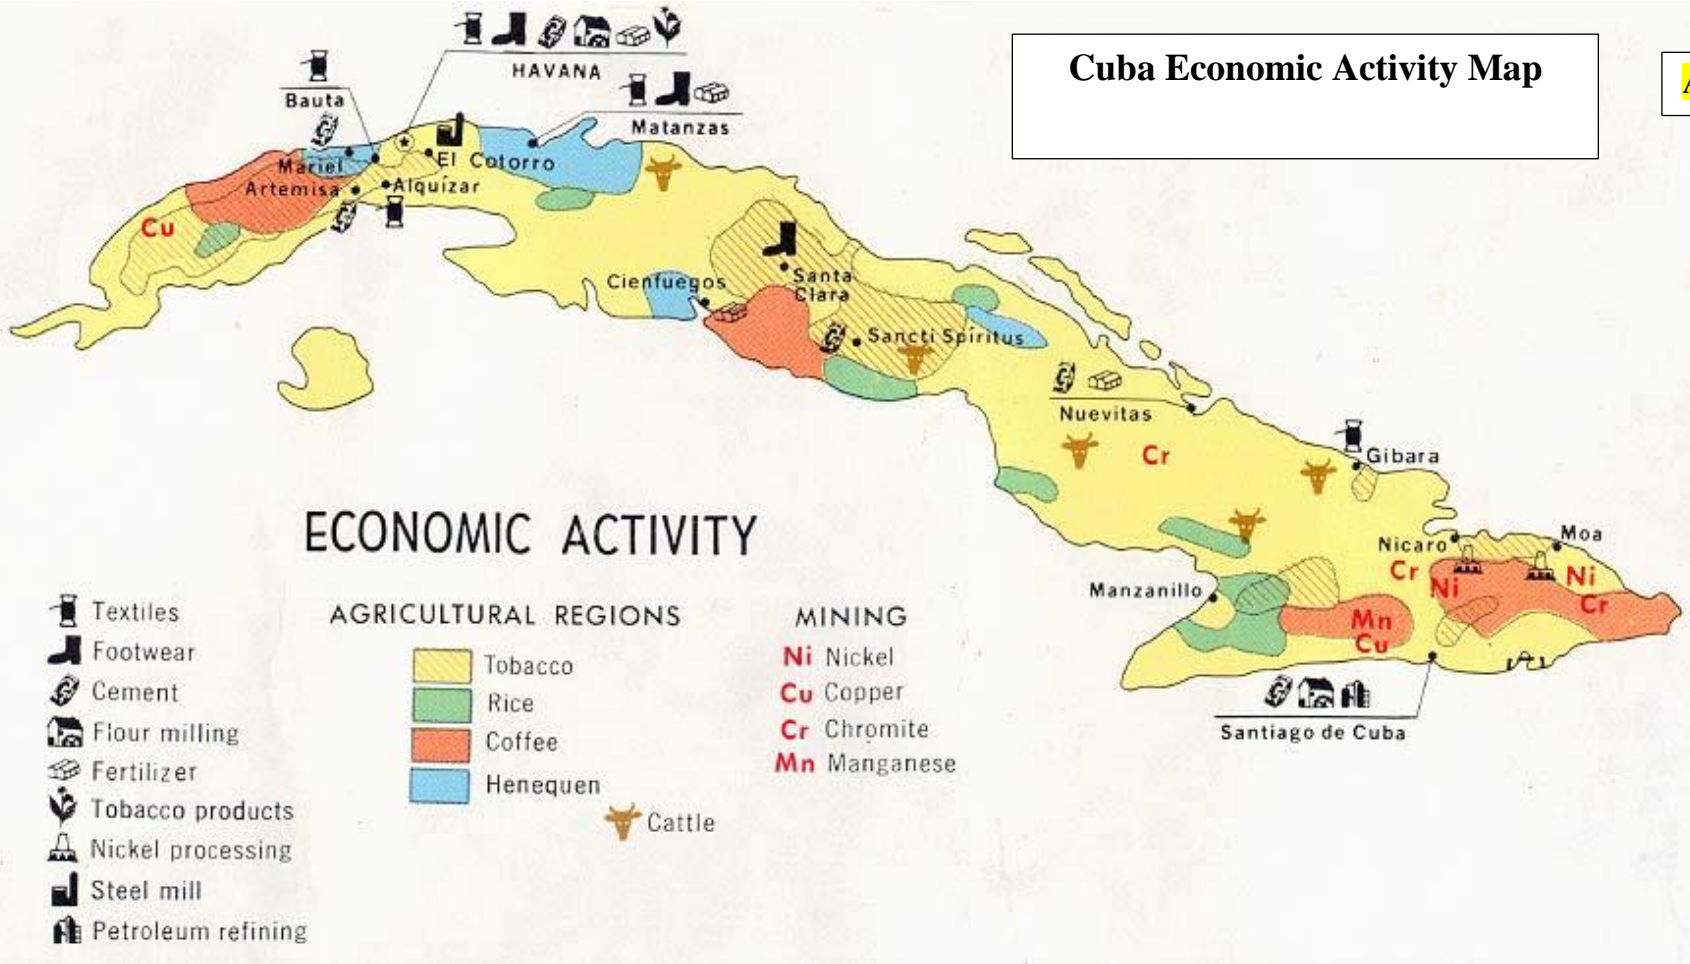 Cuba Economic Activity Map
A
HAVANA
Bauta
Matanzas
Mariel
El Cotorro
Artemisa
Alquízar
Cu
Cienfuegos
Santa
Clara
Sancti Spíritus
Nuevitas
Cr
Gibara
Nicaro
Moa
Cr
Ni
Ni
Cr
Manzanillo
Mn
Cu
Santiago de Cuba
ECONOMIC ACTIVITY
Textiles
Footwear
Cement
Flour milling
Fertilizer
Tobacco products
Nickel processing
Steel mill
Petroleum refining
AGRICULTURAL REGIONS
Tobacco
Rice
Coffee
Henequen
Cattle
MINING
Ni Nickel
Cu Copper
Cr Chromite
Mn Manganese